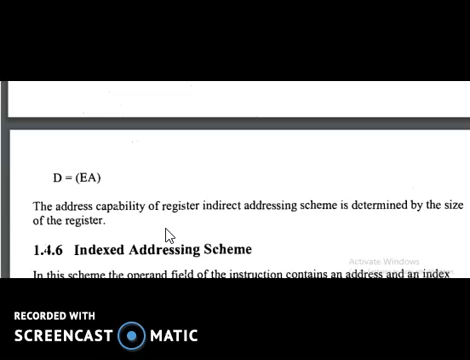 D = (EA)
The address capability of register indirect addressing scheme is determined by the size
of the register.
1.4.6 Indexed Addressing Scheme
Activate Windows
In this scheme the operand field of the instruction contains an address and an index
RECORDED WITH
SCREENCAST MATIC